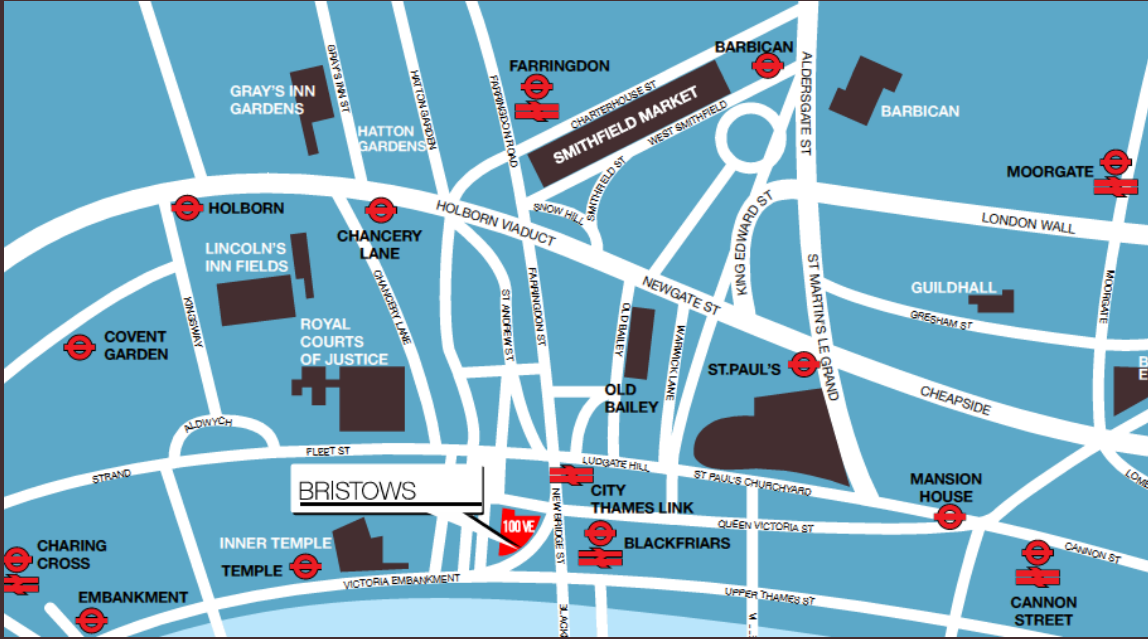 GRAY'S INN ST
HATTON GARDEN
FARRINGDON ROAD
FARRINGDON
BARBICAN
ALDERSGATE ST
CHARTERHOUSE ST
SMITHFIELD MARKET
WEST SMITHFIELD
GRAY'S INN
GARDENS
HATTON
GARDENS
BARBICAN
MOORGATE
SMITHFIELD ST
SNOW HILL
HOLBORN
CHANCERY
LANE
HOLBORN VIADUCT
KING EDWARD ST
LONDON WALL
LINCOLN'S
INN FIELDS
KINGSWAY
CHANCERY LANE
ST ANDREW ST
FARRINGDON ST
NEWGATE ST
OLD BAILEY
WARWICK LANE
ST MARTIN'S LE GRAND
GUILDHALL
GRESHAM ST
MOORGATE
COVENT
GARDEN
ROYAL
COURTS
OF JUSTICE
ST.PAUL'S
OLD
BAILEY
CHEAPSIDE
B
E
ALDWYCH
STRAND
FLEET ST
LUDGATE HILL
ST PAUL'S CHURCHYARD
MANSION
HOUSE
LOME
BRISTOWS
100 VE
NEW BRIDGE ST
CITY
THAMES LINK
BLACKFRIARS
QUEEN VICTORIA ST
CANNON ST
CHARING
CROSS
INNER TEMPLE
TEMPLE
VICTORIA EMBANKMENT
UPPER THAMES ST
EMBANKMENT
CANNON
STREET